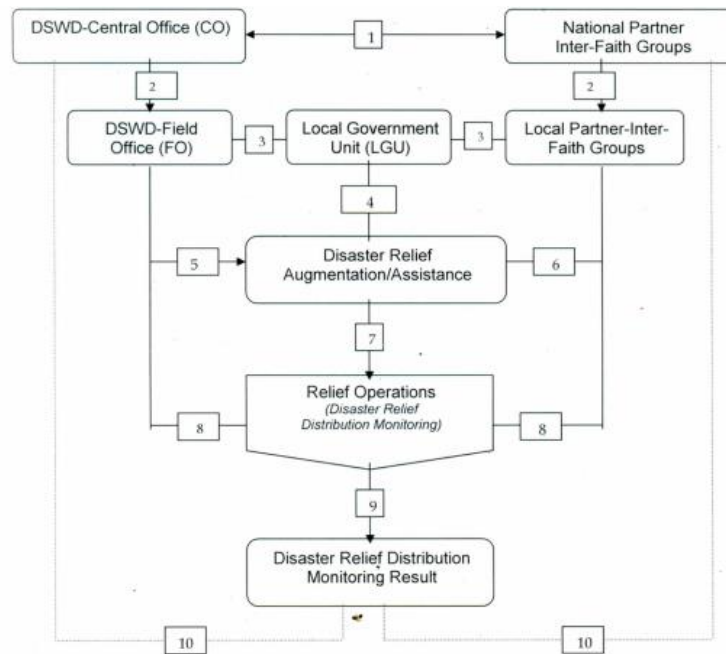 DSWD-Central Office (CO)
1
National Partner
Inter-Faith Groups
2
2
DSWD-Field
Office (FO)
3
Local Government
Unit (LGU)
3
Local Partner-Inter-
Faith Groups
4
5
Disaster Relief
Augmentation/Assistance
6
7
Relief Operations
(Disaster Relief
Distribution Monitoring)
8
8
9
Disaster Relief Distribution
Monitoring Result
10
10